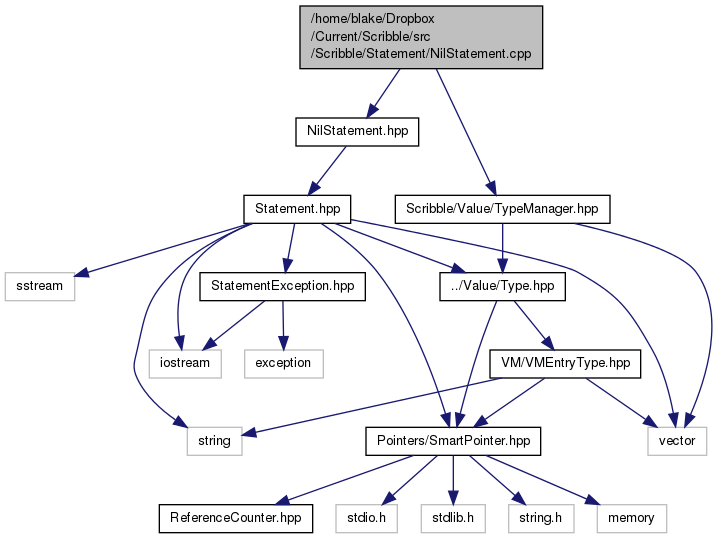 /home/blake/Dropbox
/Current/Scribble/src
/Scribble/Statement/NilStatement.cpp
NilStatement.hpp
Statement.hpp
Scribble/Value/TypeManager.hpp
sstream
StatementException.hpp
../Value/Type.hpp
iostream
exception
VM/VMEntryType.hpp
string
Pointers/SmartPointer.hpp
vector
ReferenceCounter.hpp
stdio.h
stdlib.h
string.h
memory